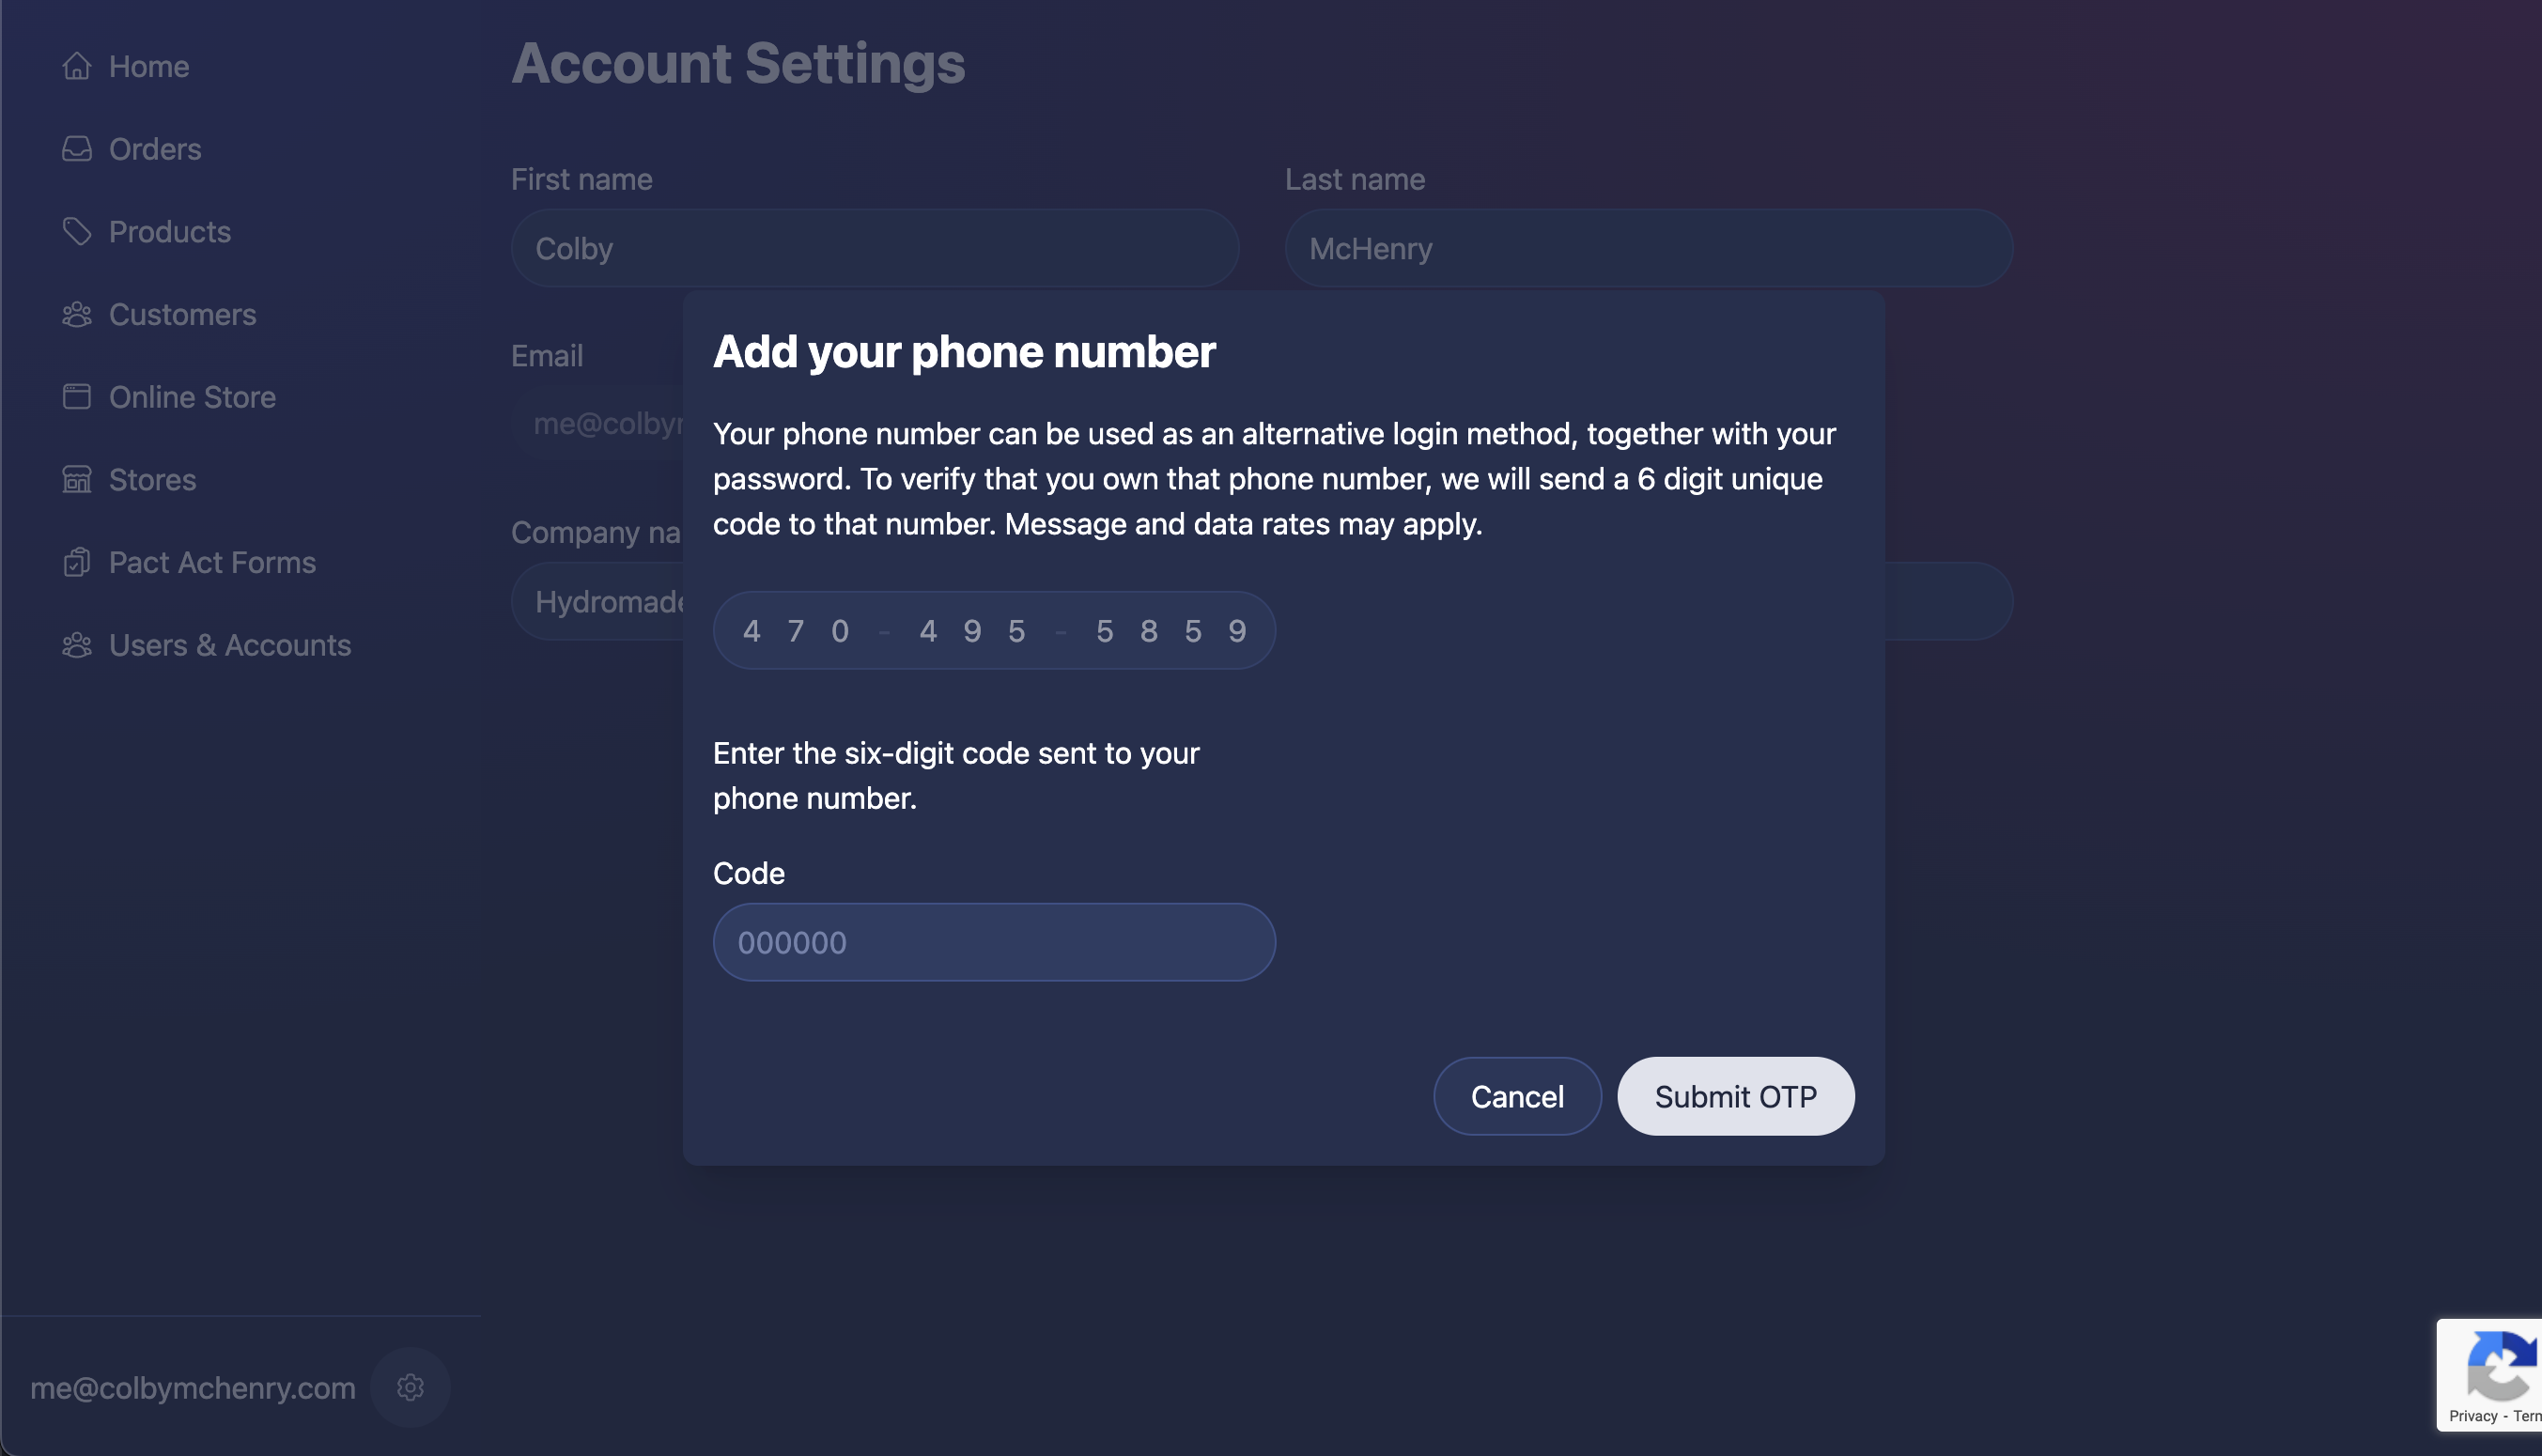 Home
Orders
Products
Customers
Online Store
Stores
Pact Act Forms
Users & Accounts
me@colbymchenry.com
Account Settings
First name
Colby
Last name
McHenry
Email
me@colby
Company na
Hydromade
Add your phone number
Your phone number can be used as an alternative login method, together with your
password. To verify that you own that phone number, we will send a 6 digit unique
code to that number. Message and data rates may apply.
4 7 0 - 4 9 5 - 5 8 5 9
Enter the six-digit code sent to your
phone number.
Code
000000
Cancel
Submit OTP
Privacy - Term